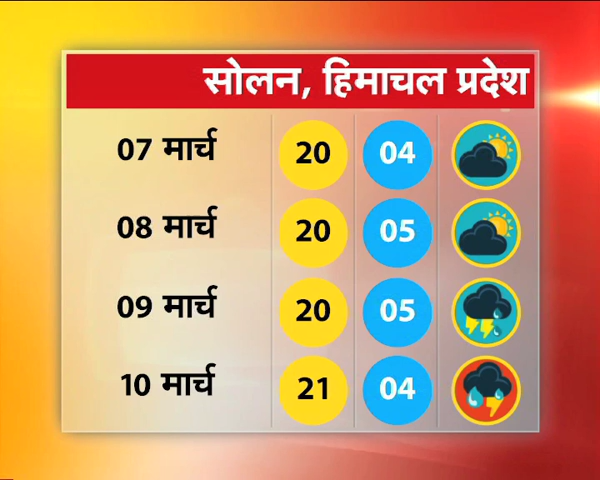 सोलन, हिमाचल प्रदेश
07 मार्च 20 04
08 मार्च 20 05
09 मार्च 20 05
10 मार्च 21 04